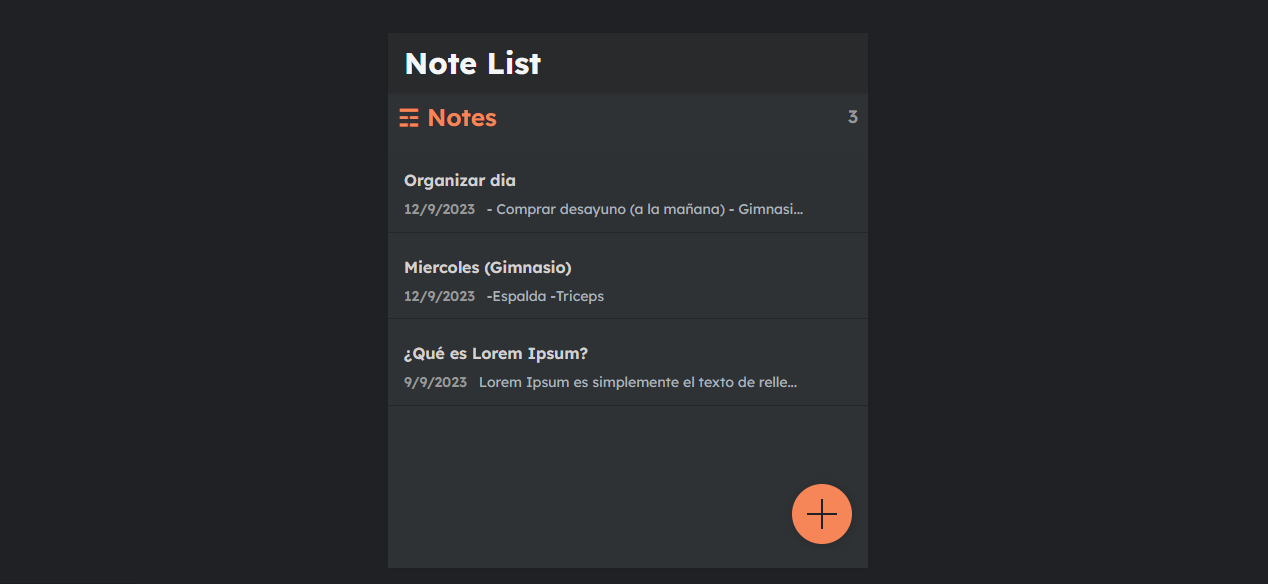 Note List
☶ Notes 3
Organizar dia
12/9/2023 - Comprar desayuno (a la mañana) - Gimnasi...
Miercoles (Gimnasio)
12/9/2023 -Espalda -Triceps
¿Qué es Lorem Ipsum?
9/9/2023 Lorem Ipsum es simplemente el texto de relle...